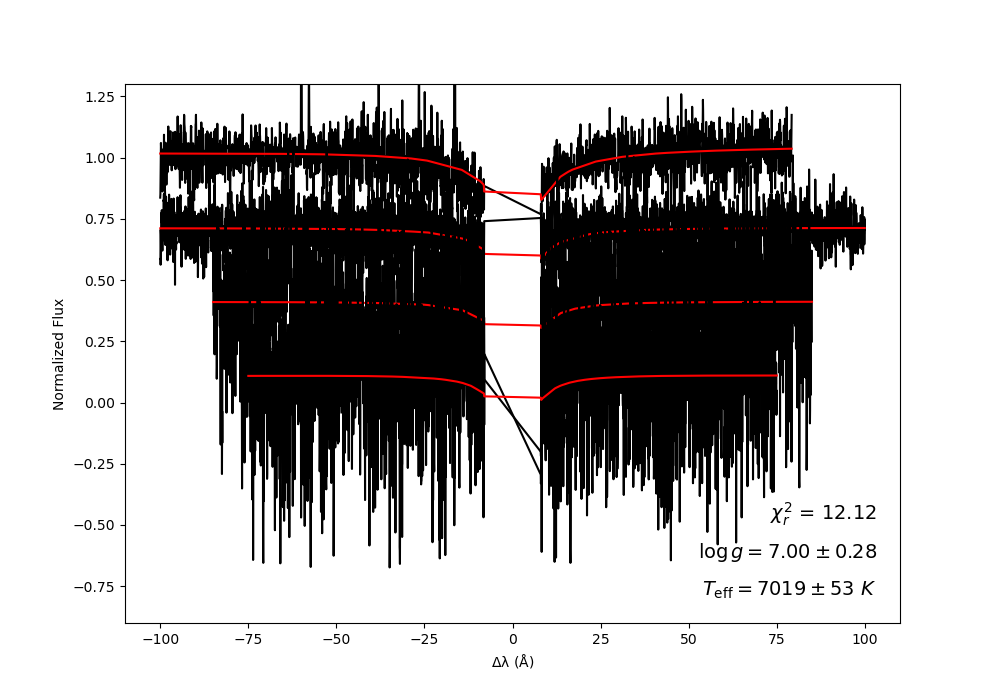 1.25
1.00
0.75
0.50
0.25
0.00
−0.25
−0.50
−0.75
Normalized Flux
χ²ᵣ = 12.12
log g = 7.00 ± 0.28
T_eff = 7019 ± 53 K
−100 −75 −50 −25 0 25 50 75 100
Δλ (Å)